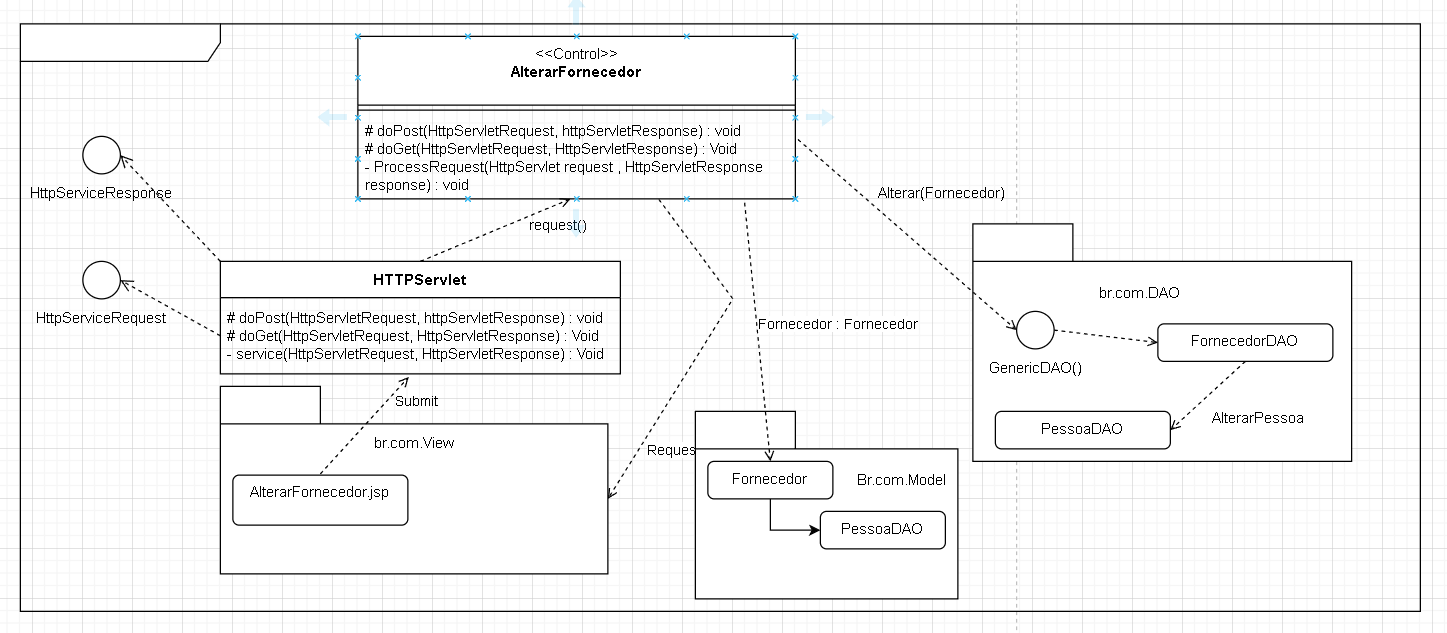 <<Control>>
AlterarFornecedor
# doPost(HttpServletRequest, httpServletResponse) : void
# doGet(HttpServletRequest, HttpServletResponse) : Void
- ProcessRequest(HttpServlet request , HttpServletResponse
response) : void
HttpServiceResponse
request()
Alterar(Fornecedor)
HTTPServlet
# doPost(HttpServletRequest, httpServletResponse) : void
# doGet(HttpServletRequest, HttpServletResponse) : Void
- service(HttpServletRequest, HttpServletResponse) : Void
HttpServiceRequest
Fornecedor : Fornecedor
br.com.DAO
GenericDAO()
FornecedorDAO
AlterarPessoa
PessoaDAO
Submit
br.com.View
AlterarFornecedor.jsp
Reques
Fornecedor
Br.com.Model
PessoaDAO